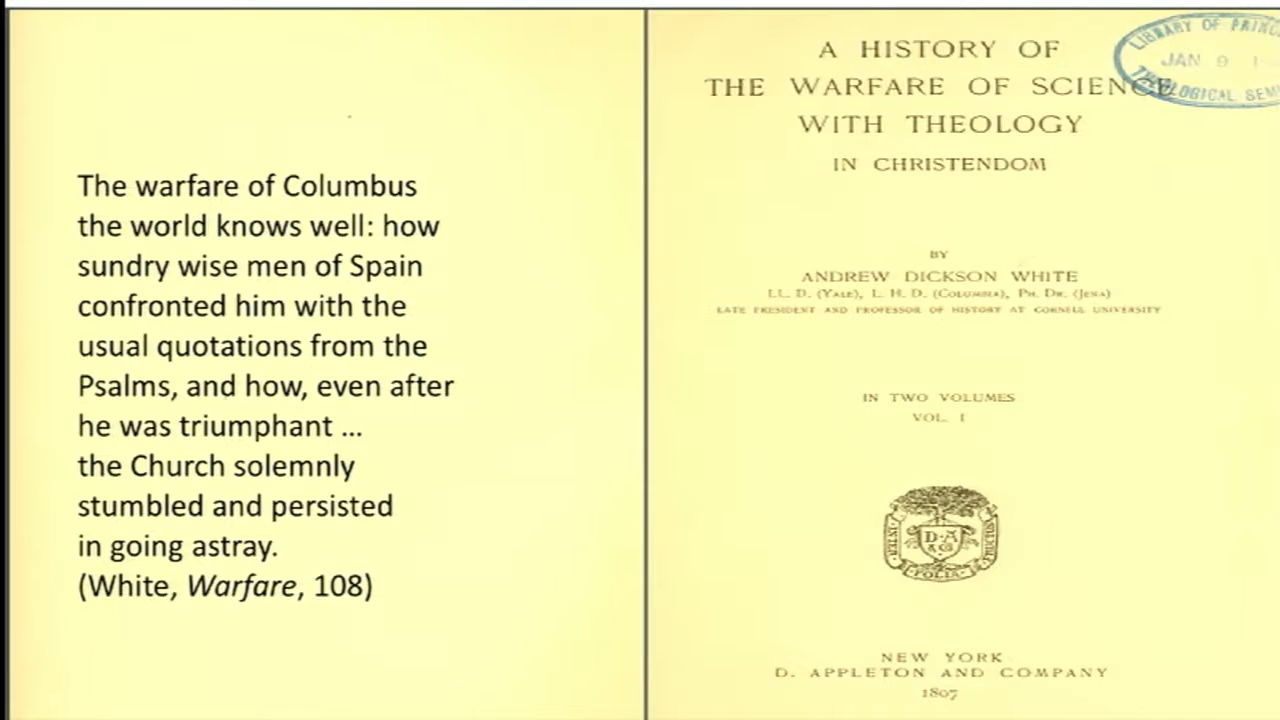 The warfare of Columbus
the world knows well: how
sundry wise men of Spain
confronted him with the
usual quotations from the
Psalms, and how, even after
he was triumphant ...
the Church solemnly
stumbled and persisted
in going astray.
(White, Warfare, 108)
A HISTORY OF
THE WARFARE OF SCIENCE
WITH THEOLOGY
IN CHRISTENDOM
BY
ANDREW DICKSON WHITE
LL. D. (YALE), L. H. D. (COLUMBIA), PH. DR. (JENA)
LATE PRESIDENT AND PROFESSOR OF HISTORY AT CORNELL UNIVERSITY
IN TWO VOLUMES
VOL. I
INTER
D·A
& CO
FOLIA
FRUCTUS
NEW YORK
D. APPLETON AND COMPANY
1897
LIBRARY OF
JAN 9